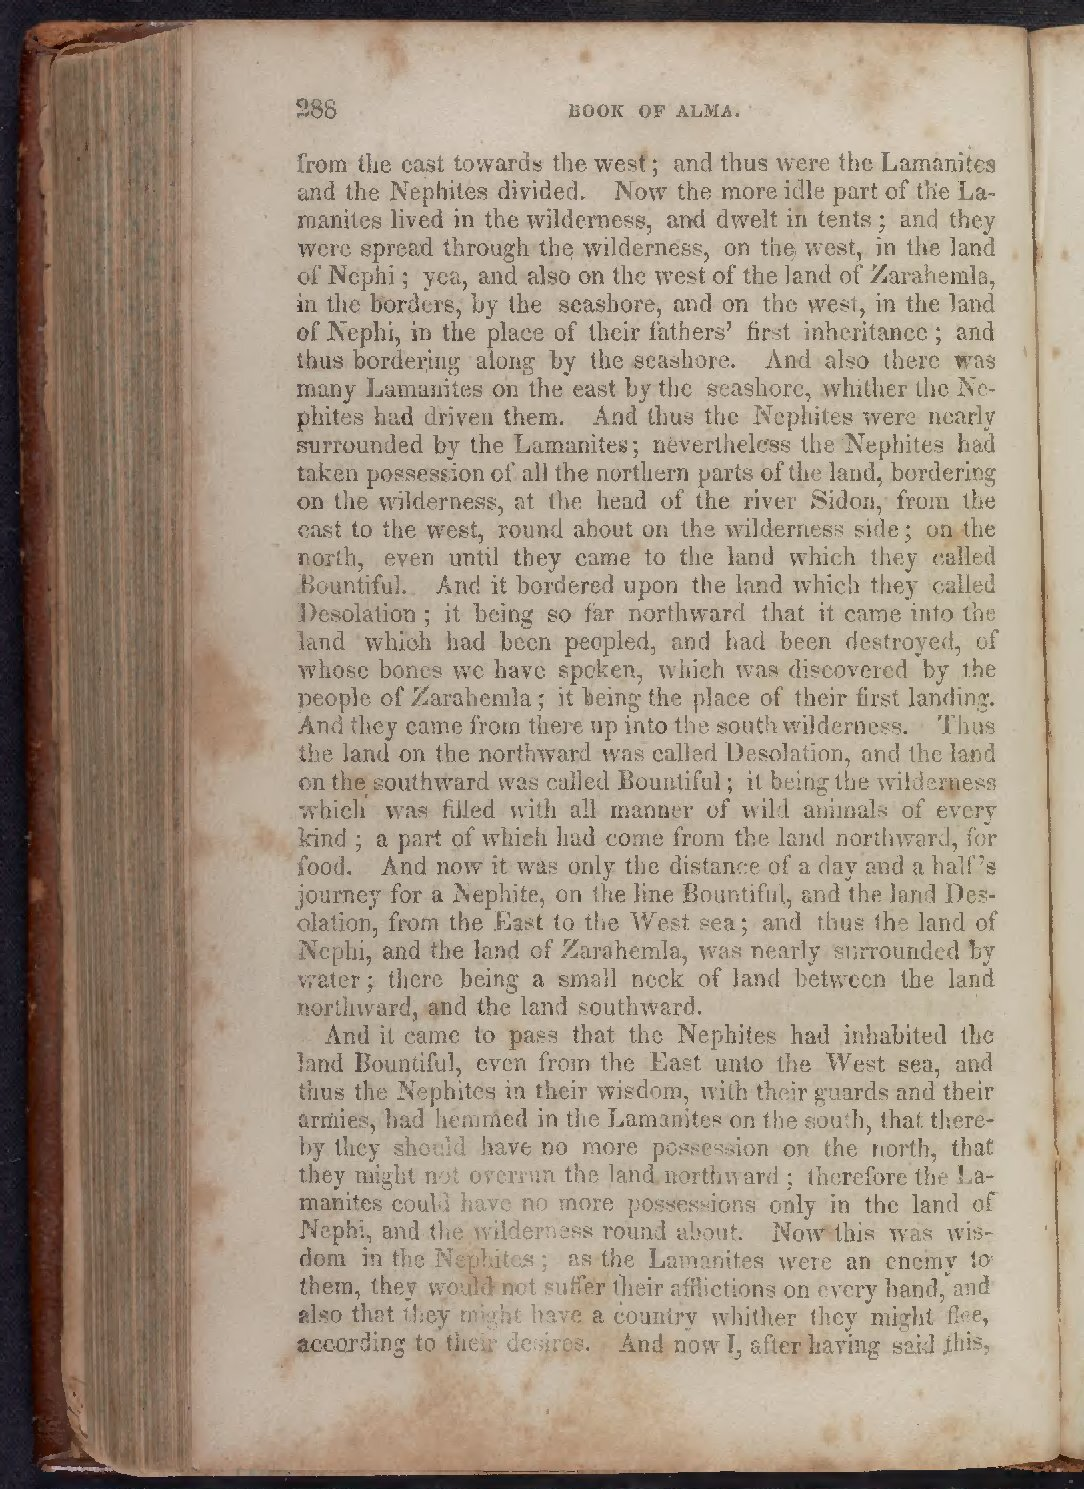 288 BOOK OF ALMA.
from the east towards the west; and thus were the Lamanites
and the Nephites divided. Now the more idle part of the La-
manites lived in the wilderness, and dwelt in tents; and they
were spread through the wilderness, on the west, in the land
of Nephi; yea, and also on the west of the land of Zarahemla,
in the borders, by the seashore, and on the west, in the land
of Nephi, in the place of their fathers' first inheritance; and
thus bordering along by the seashore. And also there was
many Lamanites on the east by the seashore, whither the Ne-
phites had driven them. And thus the Nephites were nearly
surrounded by the Lamanites; nevertheless the Nephites had
taken possession of all the northern parts of the land, bordering
on the wilderness, at the head of the river Sidon, from the
east to the west, round about on the wilderness side; on the
north, even until they came to the land which they called
Bountiful. And it bordered upon the land which they called
Desolation; it being so far northward that it came into the
land which had been peopled, and had been destroyed, of
whose bones we have spoken, which was discovered by the
people of Zarahemla; it being the place of their first landing.
And they came from there up into the south wilderness. Thus
the land on the northward was called Desolation, and the land
on the southward was called Bountiful; it being the wilderness
which was filled with all manner of wild animals of every
kind; a part of which had come from the land northward, for
food. And now it was only the distance of a day and a half's
journey for a Nephite, on the line Bountiful, and the land Des-
olation, from the East to the West sea; and thus the land of
Nephi, and the land of Zarahemla, was nearly surrounded by
water; there being a small neck of land between the land
northward, and the land southward.
And it came to pass that the Nephites had inhabited the
land Bountiful, even from the East unto the West sea, and
thus the Nephites in their wisdom, with their guards and their
armies, had hemmed in the Lamanites on the south, that there-
by they should have no more possession on the north, that
they might not overrun the land northward; therefore the La-
manites could have no more possessions only in the land of
Nephi, and the wilderness round about. Now this was wis-
dom in the Nephites; as the Lamanites were an enemy to
them, they would not suffer their afflictions on every hand, and
also that they might have a country whither they might flee,
according to their desires. And now I, after having said this,